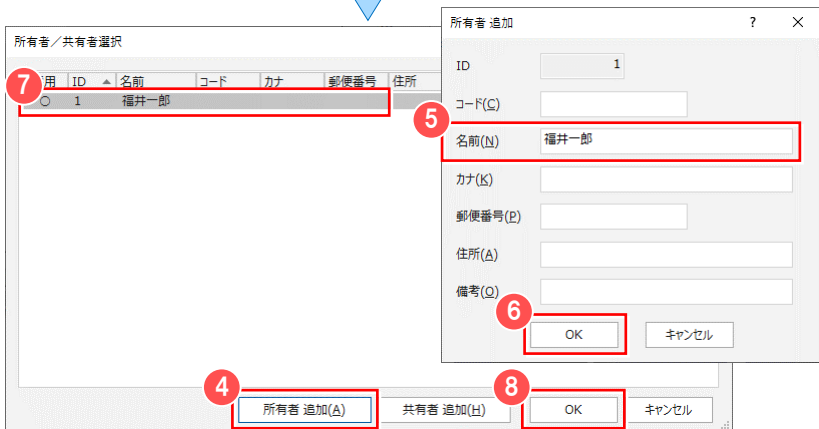 所有者 追加 ? ×
所有者／共有者選択
ID 1
コード(C)
5
名前(N) 福井一郎
カナ(K)
郵便番号(P)
住所(A)
備考(O)
6
OK キャンセル
7
用 ID 名前 コード カナ 郵便番号 住所
○ 1 福井一郎
4
8
所有者 追加(A) 共有者 追加(H) OK キャンセル